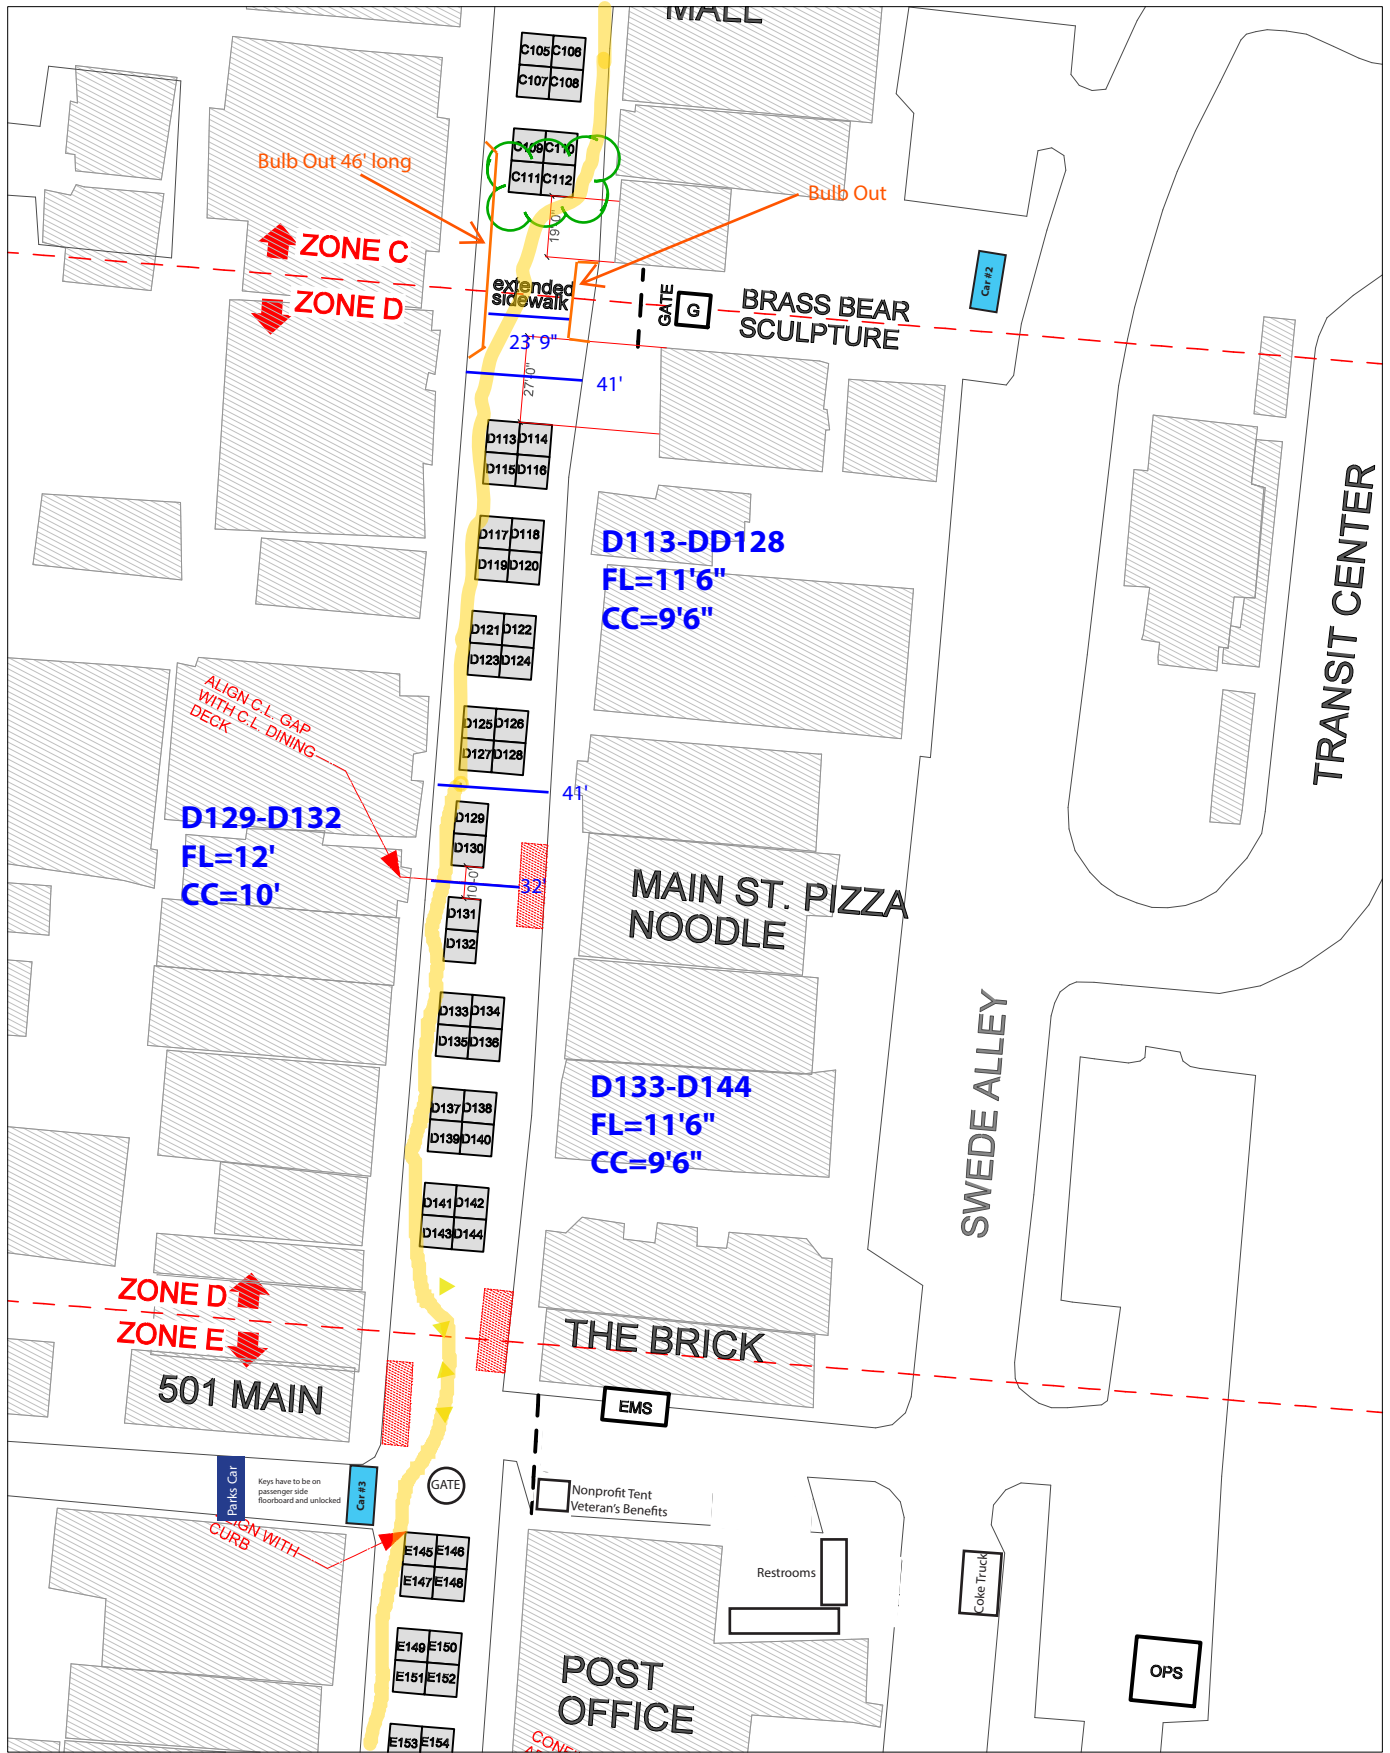 MALL
C105 C106
C107 C108
C109 C110
C111 C112
Bulb Out 46' long
Bulb Out
19'-0"
ZONE C
ZONE D
extended
sidewalk
GATE
G
BRASS BEAR
SCULPTURE
Car #2
23' 9"
41'
27'-0"
D113 D114
D115 D116
D117 D118
D119 D120
D113-DD128
FL=11'6"
CC=9'6"
TRANSIT CENTER
D121 D122
D123 D124
ALIGN C.L. GAP
WITH C.L. DINING
DECK
D125 D126
D127 D128
41'
D129-D132
FL=12'
CC=10'
D129
D130
10'-0"
32'
MAIN ST. PIZZA
NOODLE
D131
D132
D133 D134
D135 D136
SWEDE ALLEY
D133-D144
FL=11'6"
CC=9'6"
D137 D138
D139 D140
D141 D142
D143 D144
ZONE D
ZONE E
THE BRICK
501 MAIN
EMS
Parks Car
Keys have to be on
passenger side
floorboard and unlocked
Car #3
GATE
Nonprofit Tent
Veteran's Benefits
WITH
CURB
E145 E146
E147 E148
Restrooms
Coke Truck
E149 E150
E151 E152
POST
OFFICE
OPS
E153 E154